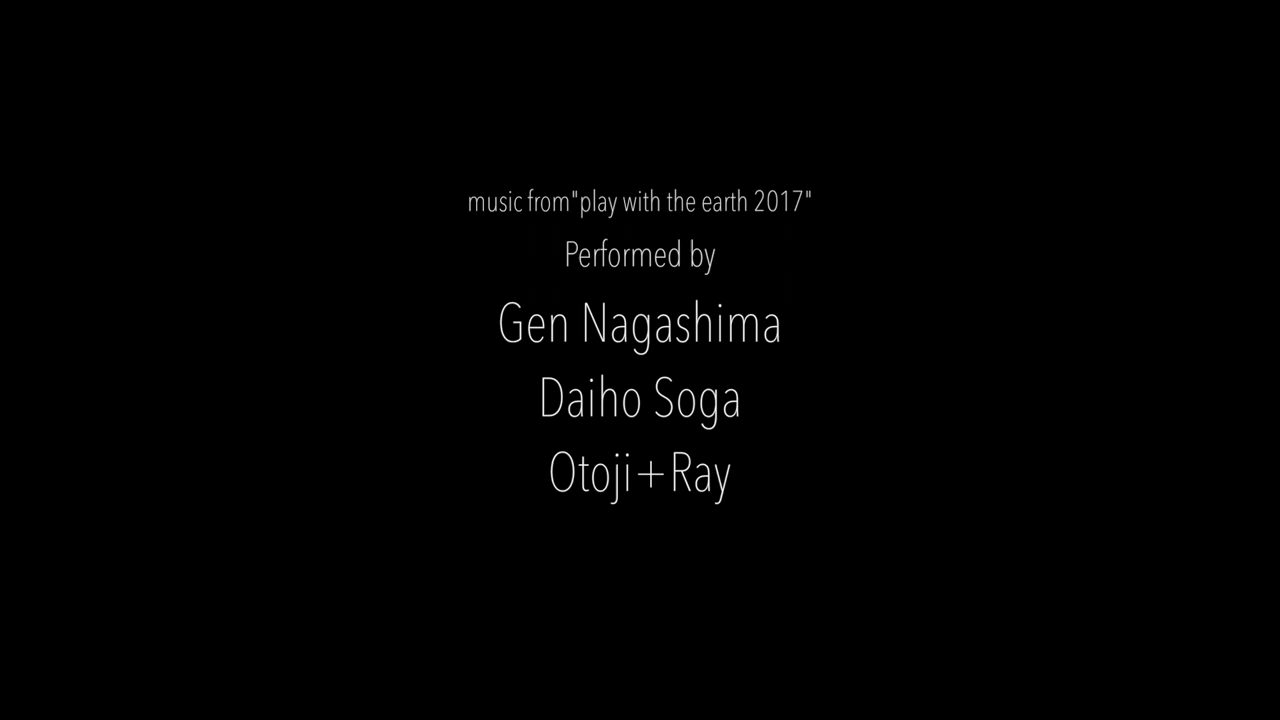 music from"play with the earth 2017"
Performed by
Gen Nagashima
Daiho Soga
Otoji+Ray